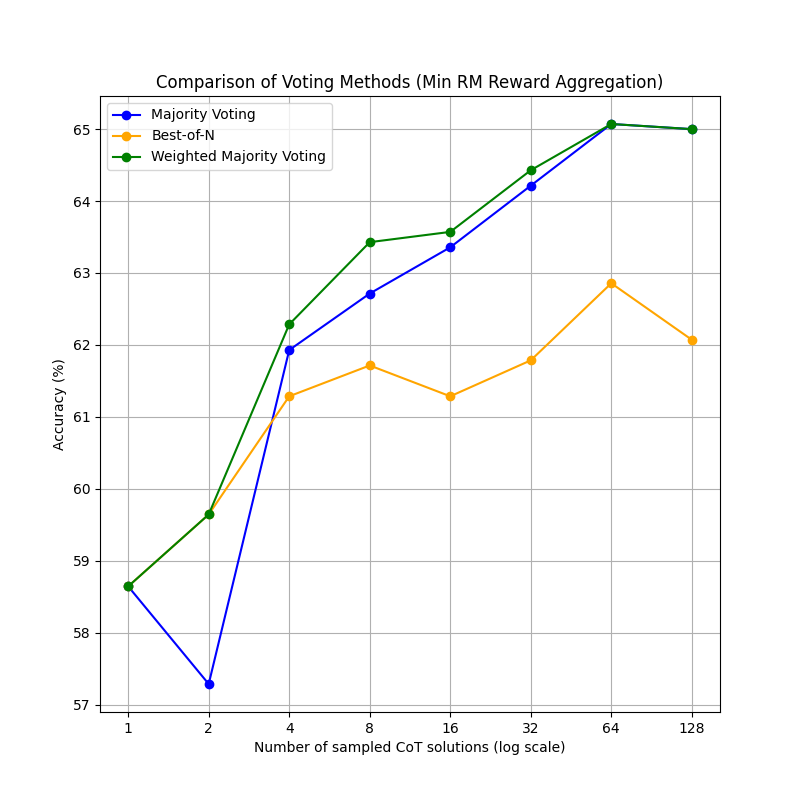 Comparison of Voting Methods (Min RM Reward Aggregation)
Majority Voting
Best-of-N
Weighted Majority Voting
Accuracy (%)
65
64
63
62
61
60
59
58
57
1 2 4 8 16 32 64 128
Number of sampled CoT solutions (log scale)